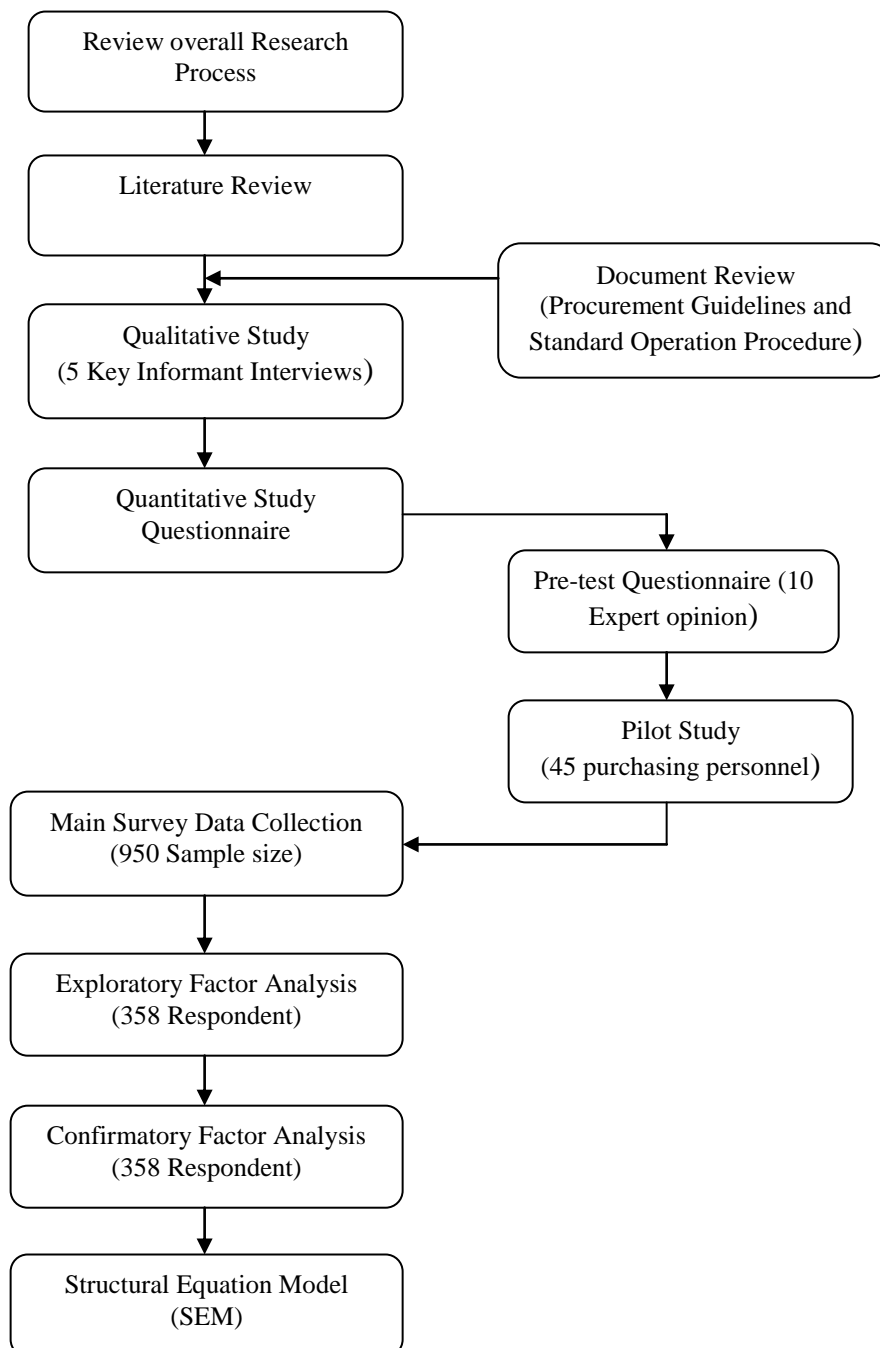 Review overall Research
Process
Literature Review
Document Review
(Procurement Guidelines and
Standard Operation Procedure)
Qualitative Study
(5 Key Informant Interviews)
Quantitative Study
Questionnaire
Pre-test Questionnaire (10
Expert opinion)
Pilot Study
(45 purchasing personnel)
Main Survey Data Collection
(950 Sample size)
Exploratory Factor Analysis
(358 Respondent)
Confirmatory Factor Analysis
(358 Respondent)
Structural Equation Model
(SEM)